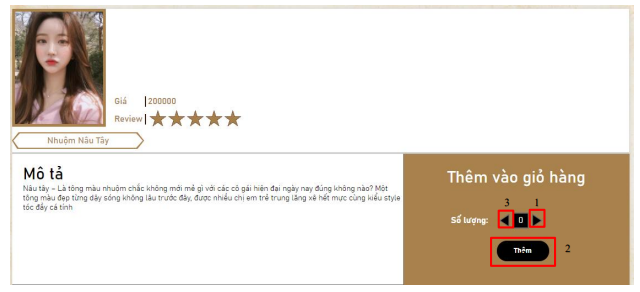 Giá 200000
Review
Nhuộm Nâu Tây
Mô tả
Nâu tây – Là tông màu nhuộm chắc không mới mẻ gì với các cô gái hiện đại ngày nay đúng không nào? Một
tông màu đẹp từng dậy sóng không lâu trước đây, được nhiều chị em trẻ trung lăng xê hết mực cùng kiểu style
tóc đầy cá tính
Thêm vào giỏ hàng
3 1
Số lượng: 0
Thêm 2